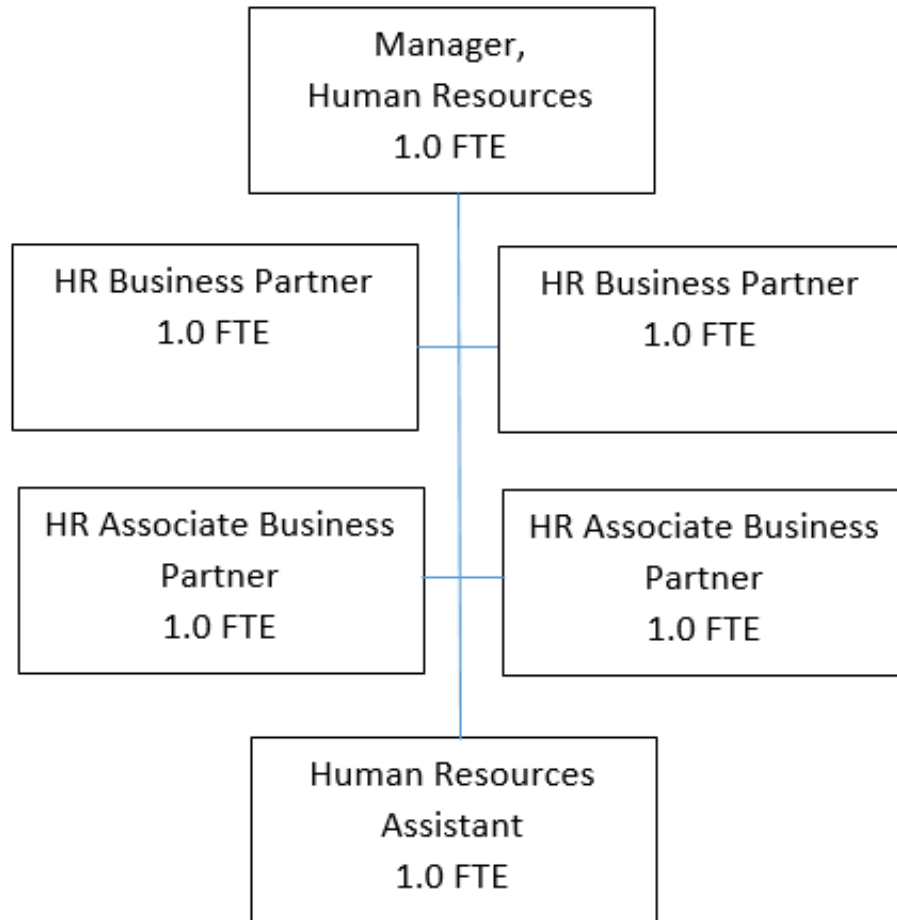 Manager,
Human Resources
1.0 FTE
HR Business Partner
1.0 FTE
HR Business Partner
1.0 FTE
HR Associate Business
Partner
1.0 FTE
HR Associate Business
Partner
1.0 FTE
Human Resources
Assistant
1.0 FTE